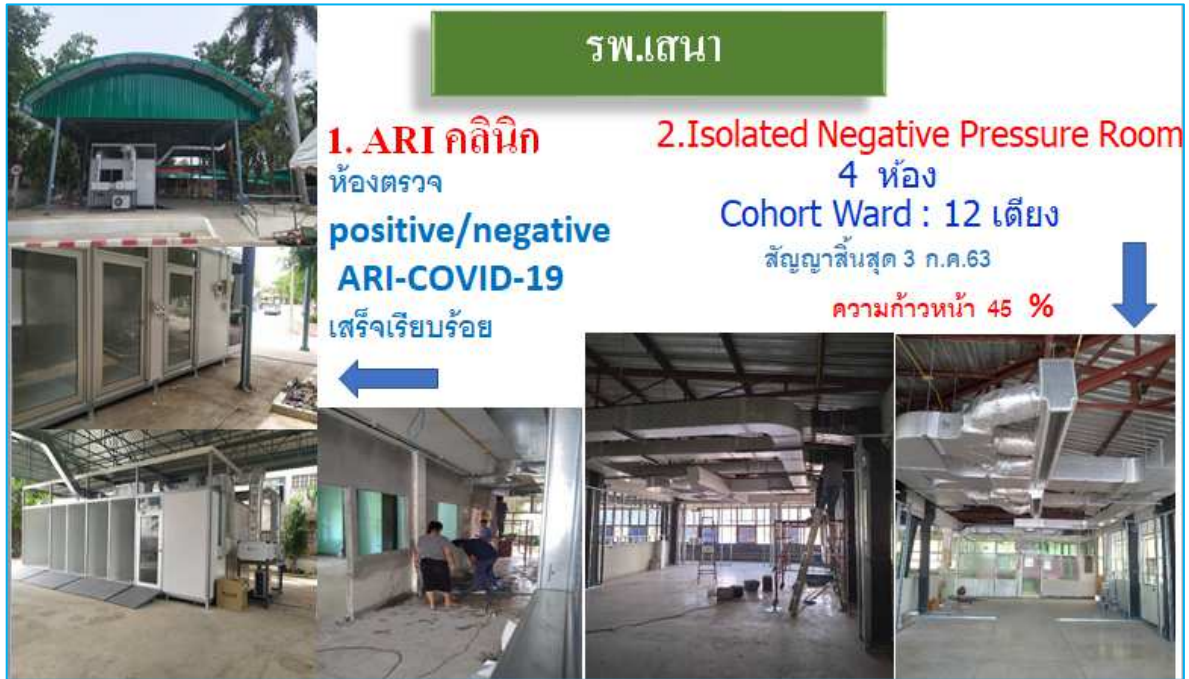 รพ.เสนา
1. ARI คลินิก
ห้องตรวจ
positive/negative
ARI-COVID-19
เสร็จเรียบร้อย
2.Isolated Negative Pressure Room
4 ห้อง
Cohort Ward : 12 เตียง
สัญญาสิ้นสุด 3 ก.ค.63
ความก้าวหน้า 45 %